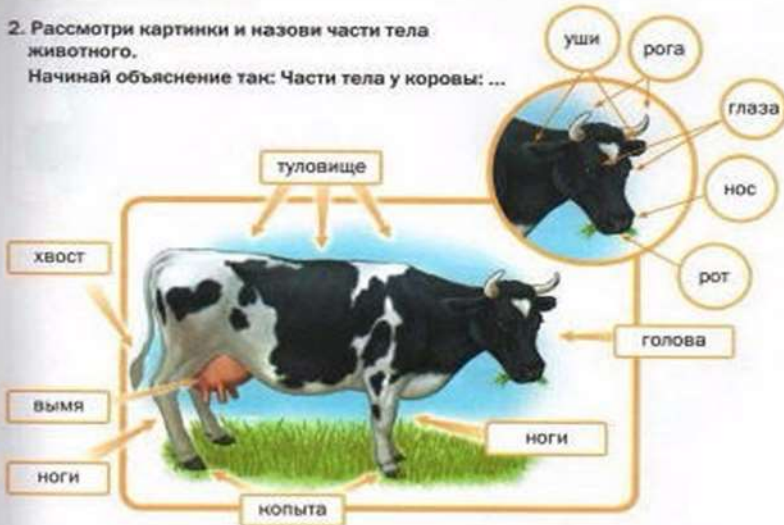 2. Рассмотри картинки и назови части тела
животного.
Начинай объяснение так: Части тела у коровы: ...
уши
рога
глаза
нос
рот
туловище
хвост
голова
вымя
ноги
ноги
копыта